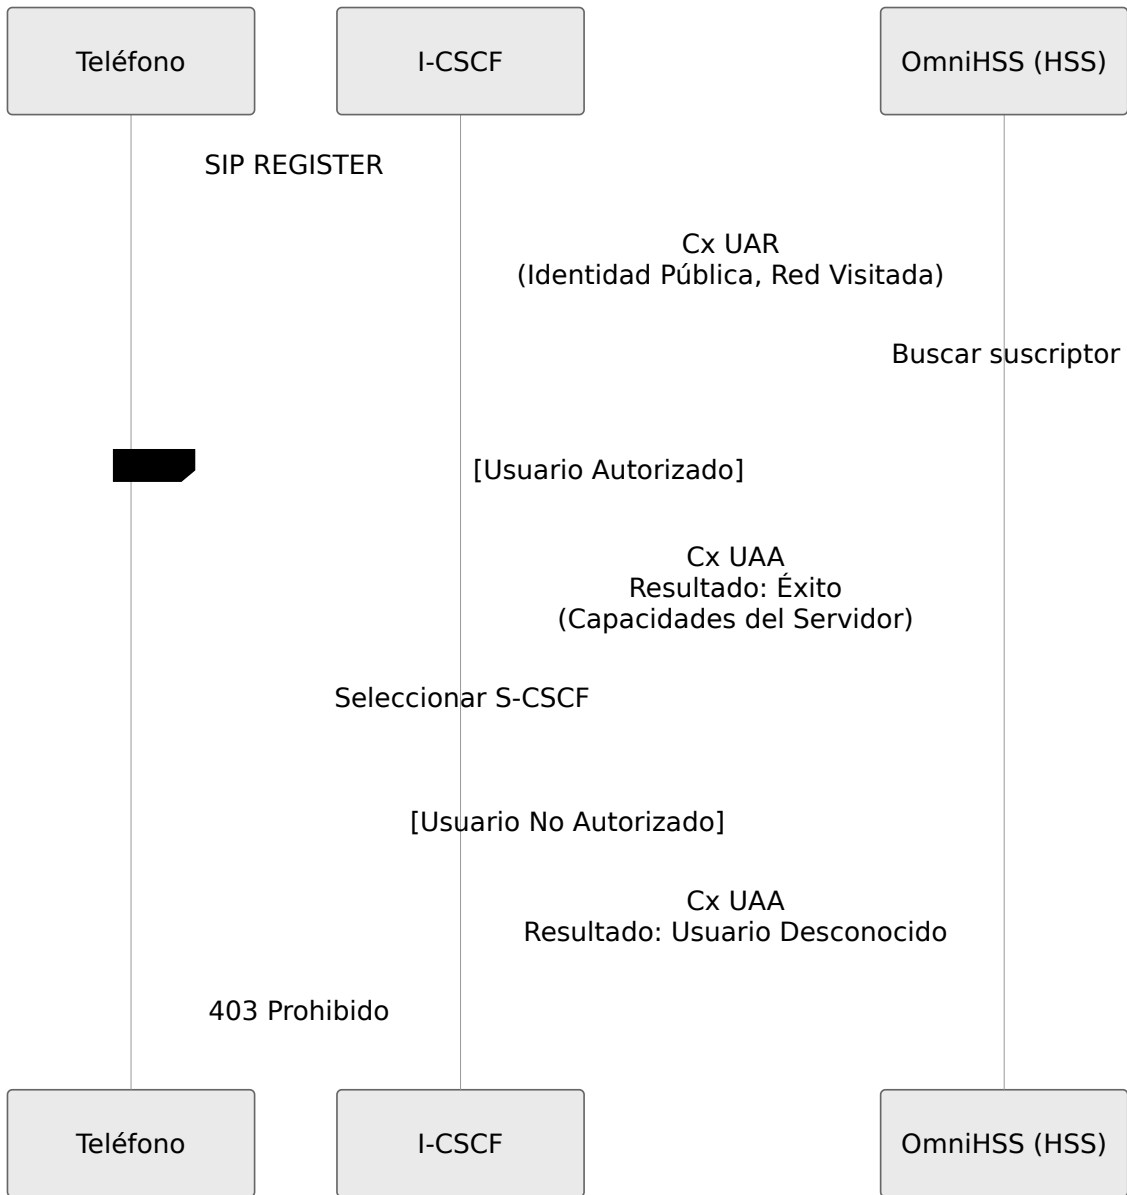 Teléfono
I-CSCF
OmniHSS (HSS)
SIP REGISTER
Cx UAR
(Identidad Pública, Red Visitada)
Buscar suscriptor
[Usuario Autorizado]
Cx UAA
Resultado: Éxito
(Capacidades del Servidor)
Seleccionar S-CSCF
[Usuario No Autorizado]
Cx UAA
Resultado: Usuario Desconocido
403 Prohibido
Teléfono
I-CSCF
OmniHSS (HSS)